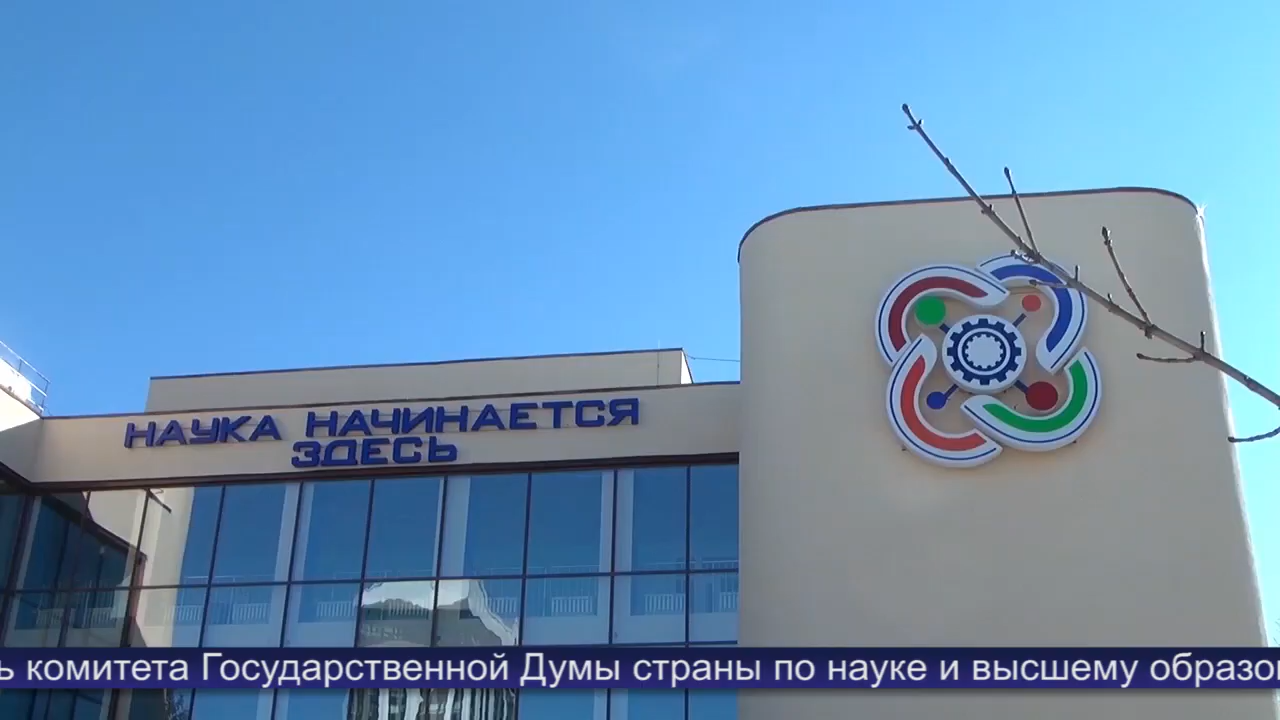 НАУКА НАЧИНАЕТСЯ
ЗДЕСЬ
комитета Государственной Думы страны по науке и высшему